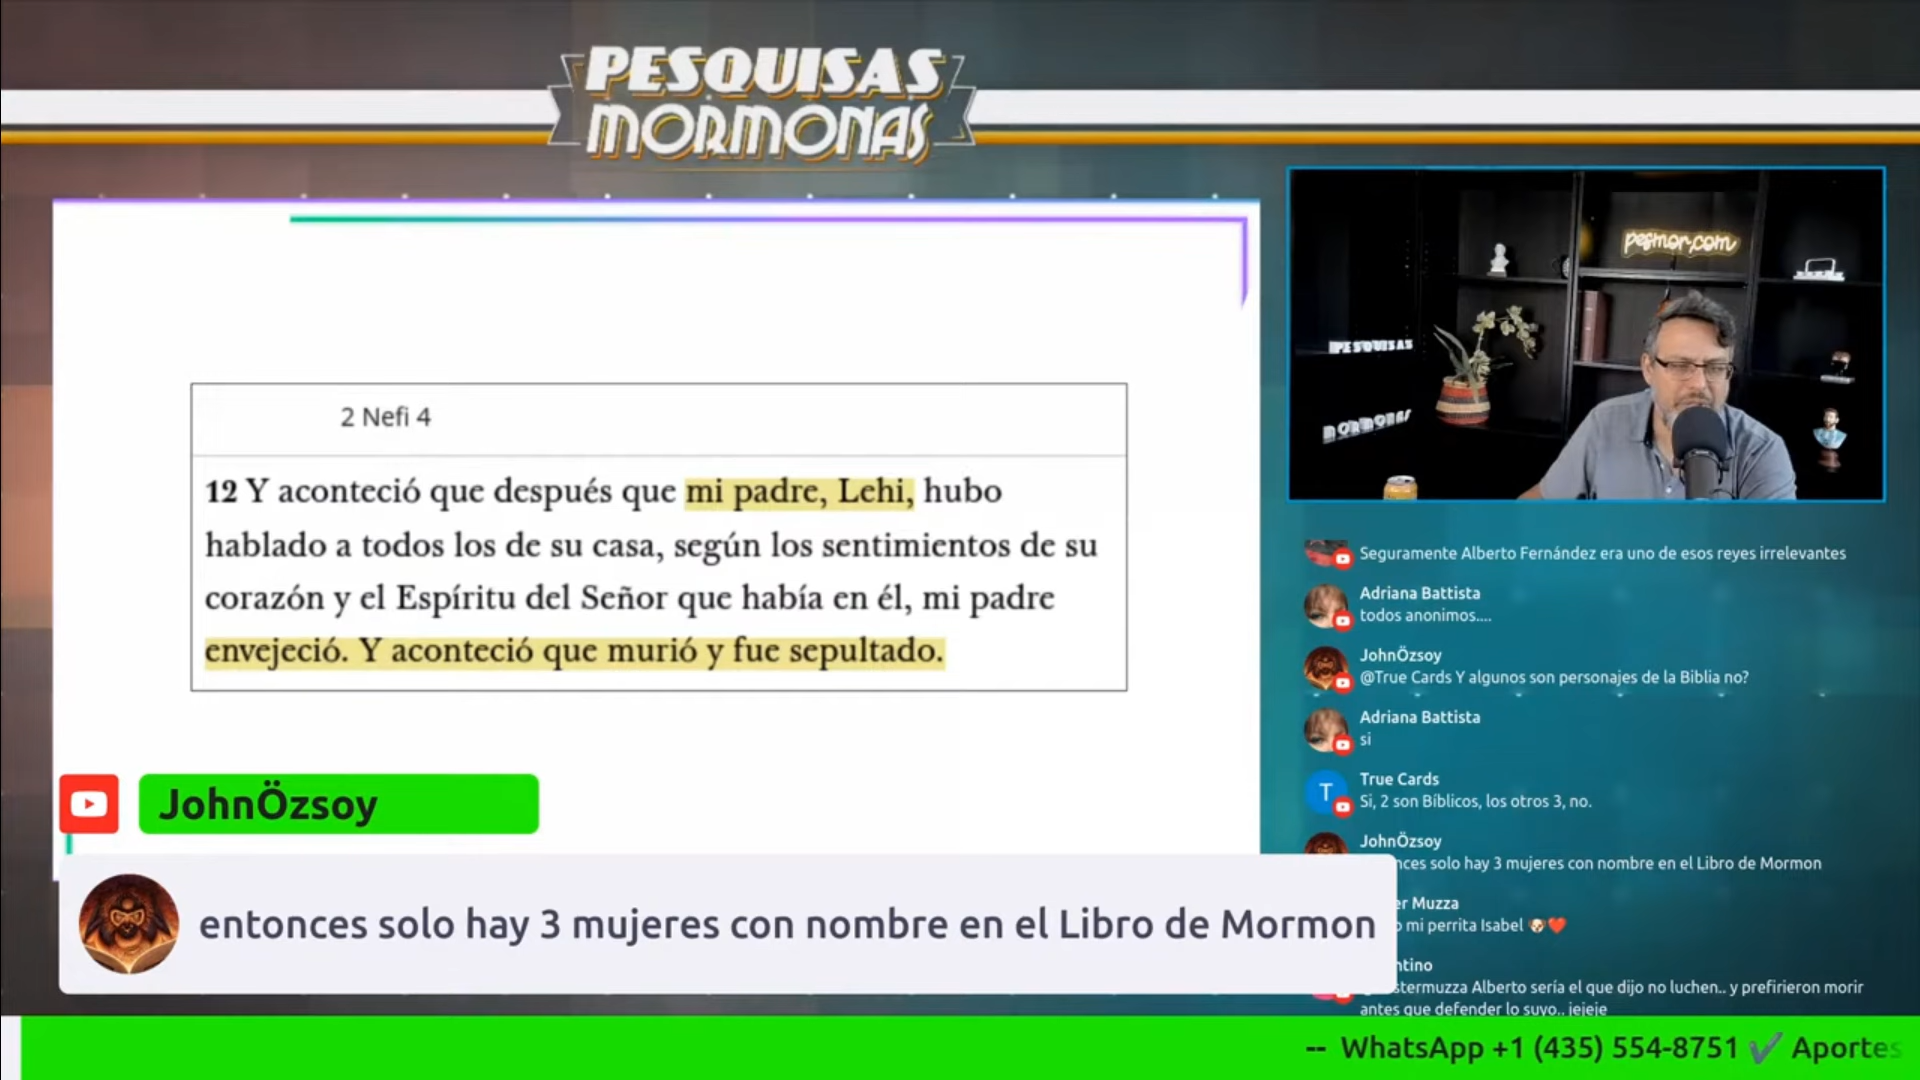 PESQUISAS
MORMONAS
pesmor.com
PESQUISAS
MORMONAS
2 Nefi 4
12 Y aconteció que después que mi padre, Lehi, hubo
hablado a todos los de su casa, según los sentimientos de su
corazón y el Espíritu del Señor que había en él, mi padre
envejeció. Y aconteció que murió y fue sepultado.
JohnÖzsoy
entonces solo hay 3 mujeres con nombre en el Libro de Mormon
Seguramente Alberto Fernández era uno de esos reyes irrelevantes
Adriana Battista
todos anonimos....
JohnÖzsoy
@True Cards Y algunos son personajes de la Biblia no?
Adriana Battista
si
T
True Cards
Si, 2 son Bíblicos, los otros 3, no.
JohnÖzsoy
nces solo hay 3 mujeres con nombre en el Libro de Mormon
er Muzza
mi perrita Isabel 🐶❤️
ntino
stermuzza Alberto sería el que dijo no luchen.. y prefirieron morir
antes que defender lo suyo.. jejeje
-- WhatsApp +1 (435) 554-8751 ✔ Aportes